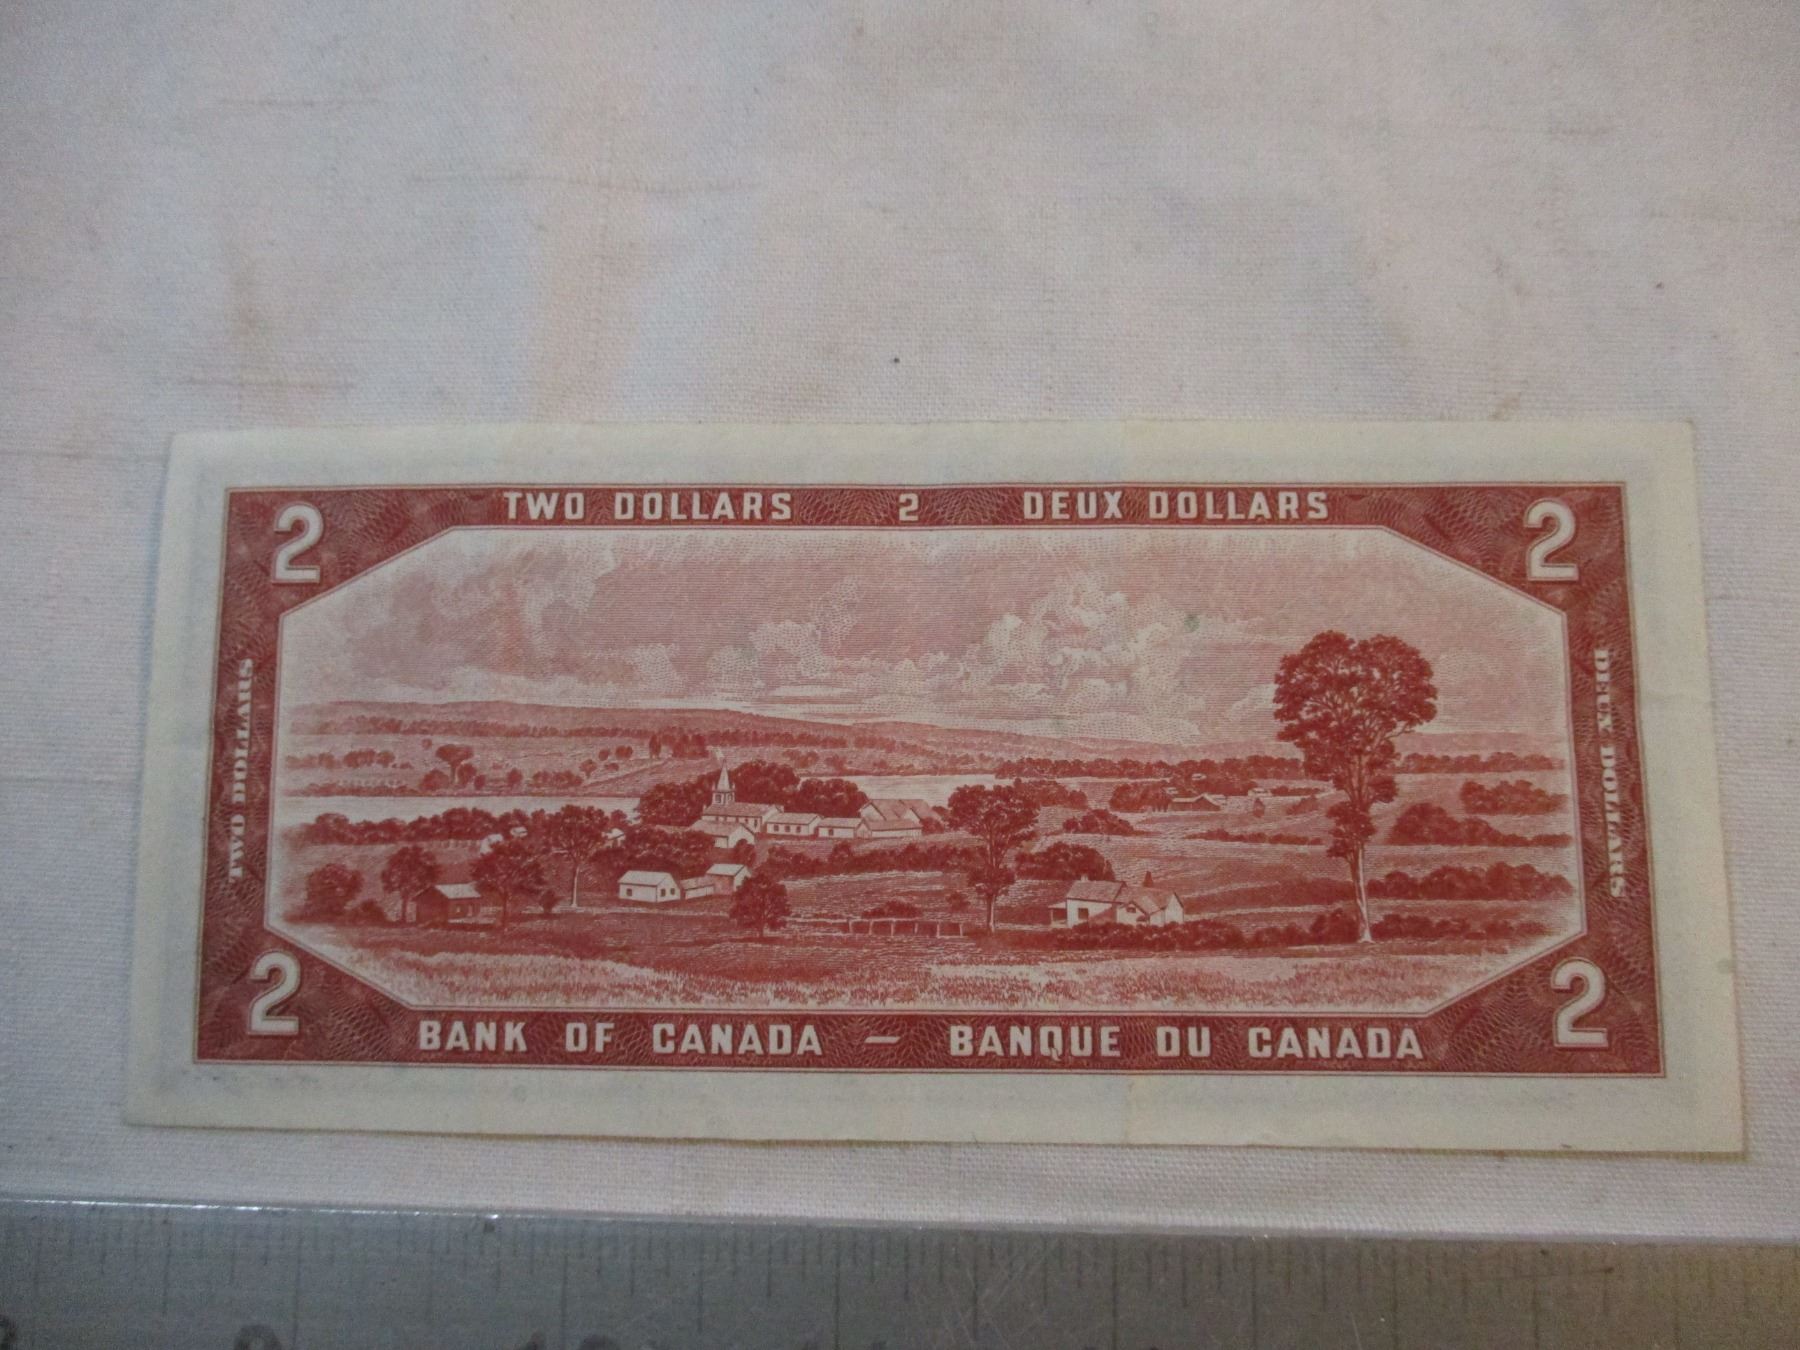 2 TWO DOLLARS 2 DEUX DOLLARS 2
TWO DOLLARS
DEUX DOLLARS
2 BANK OF CANADA — BANQUE DU CANADA 2